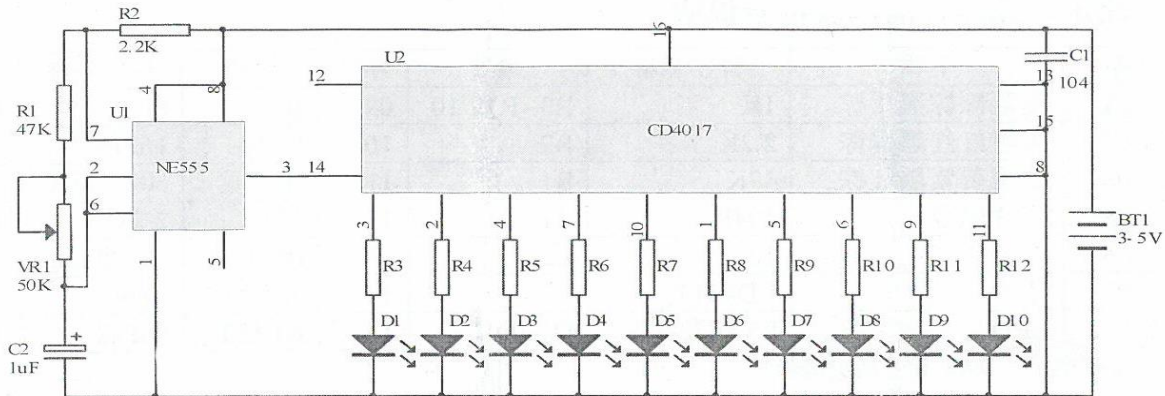 R2
2.2K
16
U2
C1
104
12
13
4
8
R1
47K
U1
7
NE555
CD4017
15
2
3
14
8
6
3
2
4
7
10
1
5
6
9
11
BT1
3-5V
VR1
50K
1
5
R3
R4
R5
R6
R7
R8
R9
R10
R11
R12
C2
1uF
+
D1
D2
D3
D4
D5
D6
D7
D8
D9
D10